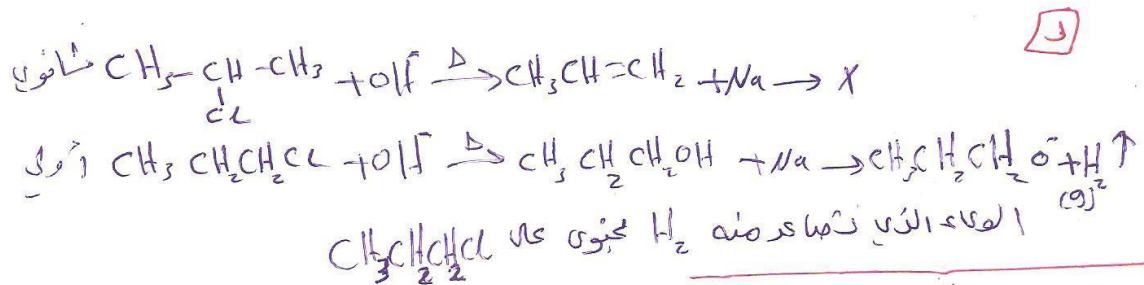 د
ثانوي CH3-CH-CH3 + OH⁻ →Δ CH3CH=CH2 + Na → X
Cl
أولي CH3CH2CH2Cl + OH⁻ →Δ CH3CH2CH2OH + Na → CH3CH2CH2O⁻ + H2↑
(g)
الوعاء الذي تصاعد منه H2 يحتوي على CH3CH2CH2Cl